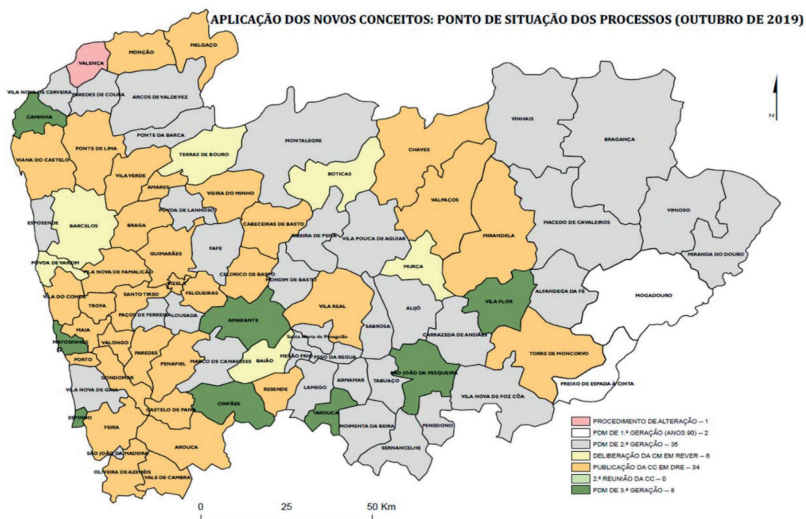 APLICAÇÃO DOS NOVOS CONCEITOS: PONTO DE SITUAÇÃO DOS PROCESSOS (OUTUBRO DE 2019)
MELGAÇO
MONÇÃO
VALENÇA
VILA NOVA DE CERVEIRA
PAREDES DE COURA
ARCOS DE VALDEVEZ
CAMINHA
PONTE DA BARCA
VINHAIS
BRAGANÇA
MONTALEGRE
CHAVES
PONTE DE LIMA
VIANA DO CASTELO
TERRAS DE BOURO
BOTICAS
VILA VERDE
AMARES
VIEIRA DO MINHO
VALPAÇOS
PÓVOA DE LANHOSO
ESPOSENDE
BARCELOS
BRAGA
CABECEIRAS DE BASTO
RIBEIRA DE PENA
VILA POUCA DE AGUIAR
MIRANDELA
MACEDO DE CAVALEIROS
VIMIOSO
MIRANDA DO DOURO
FAFE
GUIMARÃES
PÓVOA DE VARZIM
VILA NOVA DE FAMALICÃO
CELORICO DE BASTO
MONDIM DE BASTO
MURÇA
VIZELA
FELGUEIRAS
VILA DO CONDE
TROFA
SANTO TIRSO
PAÇOS DE FERREIRA
LOUSADA
AMARANTE
VILA REAL
SABROSA
ALIJÓ
VILA FLOR
ALFANDEGA DA FÉ
MOGADOURO
MAIA
MATOSINHOS
VALONGO
PAREDES
PENAFIEL
MARCO DE CANAVESES
BAIÃO
Santa Marta de Penaguião
MESÃO FRIO
PESO DA REGUA
CARRAZEDA DE ANSIÃES
TORRE DE MONCORVO
PORTO
GONDOMAR
VILA NOVA DE GAIA
CASTELO DE PAIVA
CINFÃES
RESENDE
LAMEGO
ARMAMAR
TABUAÇO
SÃO JOÃO DA PESQUEIRA
FREIXO DE ESPADA À CINTA
VILA NOVA DE FOZ CÔA
ESPINHO
FEIRA
AROUCA
TAROUCA
MOIMENTA DA BEIRA
PENEDONO
SERNANCELHE
SÃO JOÃO DA MADEIRA
OLIVEIRA DE AZEMÉIS
VALE DE CAMBRA
N
PROCEDIMENTO DE ALTERAÇÃO -- 1
PDM DE 1.ª GERAÇÃO (ANOS 90) -- 2
PDM DE 2.ª GERAÇÃO -- 35
DELIBERAÇÃO DA CM EM REVER -- 6
PUBLICAÇÃO DA CC EM DRE -- 34
2.ª REUNIÃO DA CC -- 0
PDM DE 3.ª GERAÇÃO -- 8
0 25 50 Km